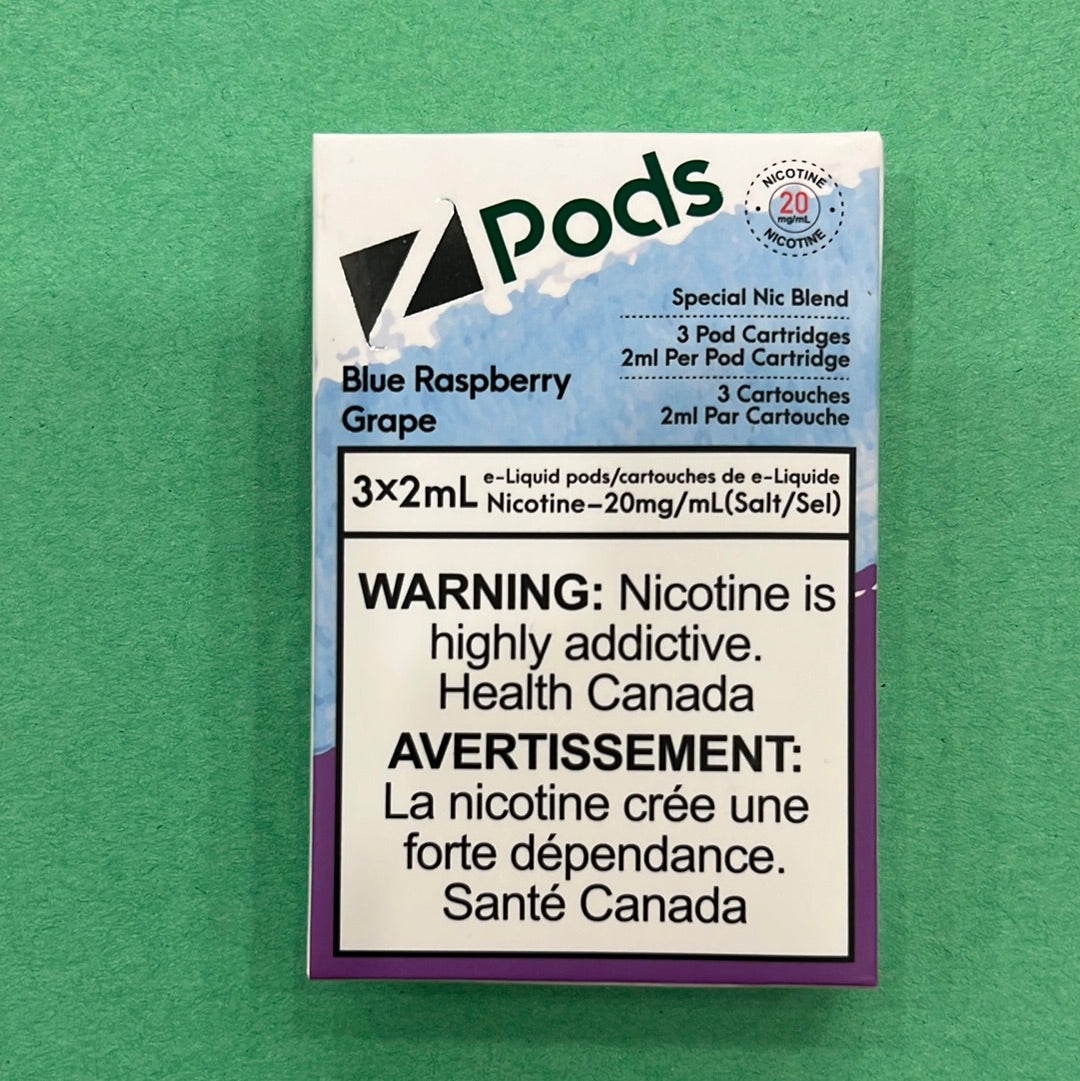 Z Pods
NICOTINE
20
mg/mL
NICOTINE
Special Nic Blend
3 Pod Cartridges
2ml Per Pod Cartridge
3 Cartouches
2ml Par Cartouche
Blue Raspberry
Grape
3×2mL
e-Liquid pods/cartouches de e-Liquide
Nicotine–20mg/mL(Salt/Sel)
WARNING: Nicotine is
highly addictive.
Health Canada
AVERTISSEMENT:
La nicotine crée une
forte dépendance.
Santé Canada